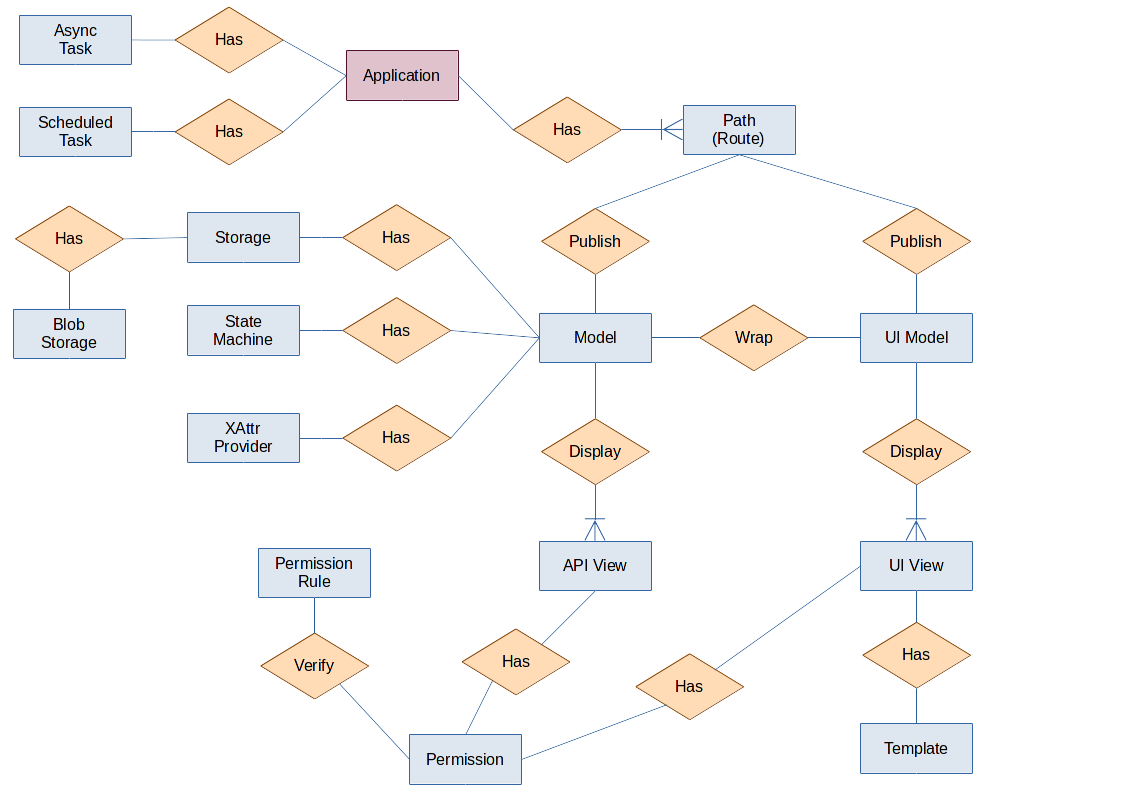 Async
Task
Has
Application
Scheduled
Task
Has
Has
Path
(Route)
Has
Storage
Has
Publish
Publish
Blob
Storage
State
Machine
Has
Model
Wrap
UI Model
XAttr
Provider
Has
Display
Display
Permission
Rule
API View
UI View
Verify
Has
Has
Has
Permission
Template